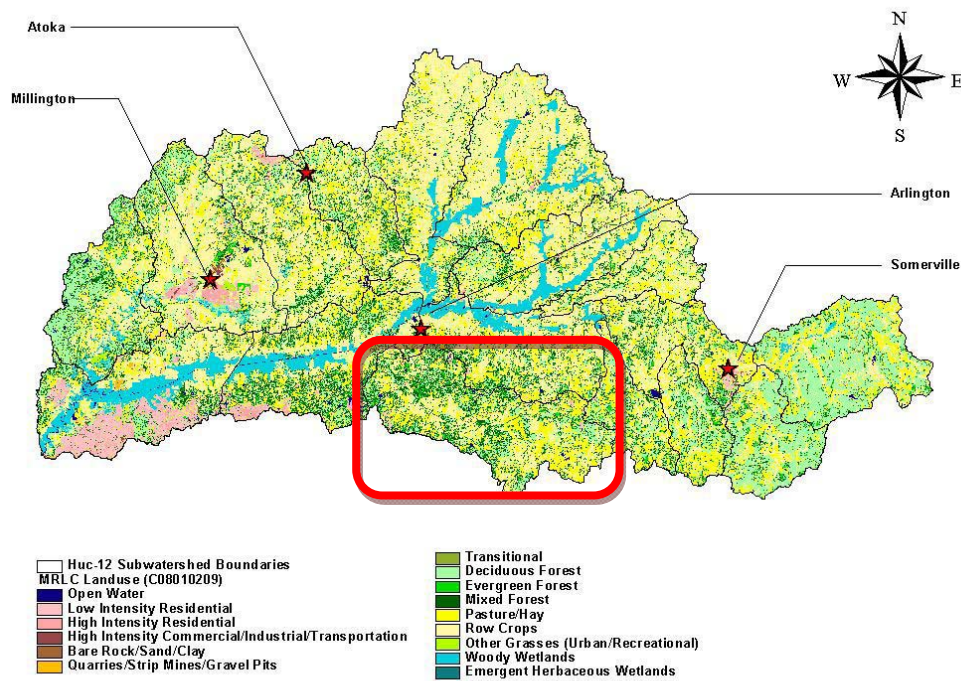 Atoka
Millington
N
W E
S
Arlington
Somerville
Huc-12 Subwatershed Boundaries
MRLC Landuse (C08010209)
Open Water
Low Intensity Residential
High Intensity Residential
High Intensity Commercial/Industrial/Transportation
Bare Rock/Sand/Clay
Quarries/Strip Mines/Gravel Pits
Transitional
Deciduous Forest
Evergreen Forest
Mixed Forest
Pasture/Hay
Row Crops
Other Grasses (Urban/Recreational)
Woody Wetlands
Emergent Herbaceous Wetlands